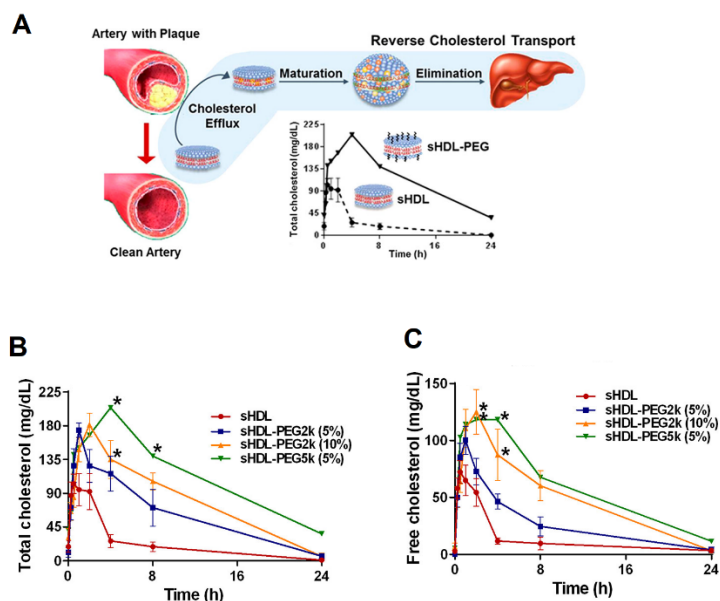 A
Artery with Plaque
Reverse Cholesterol Transport
Maturation
Elimination
Cholesterol
Efflux
Clean Artery
Total cholesterol (mg/dL)
225
180
135
90
45
0
sHDL-PEG
sHDL
0
8
16
24
Time (h)
B
Total cholesterol (mg/dL)
225
180
135
90
45
0
*
*
*
sHDL
sHDL-PEG2k (5%)
sHDL-PEG2k (10%)
sHDL-PEG5k (5%)
0
8
16
24
Time (h)
C
Free cholesterol (mg/dL)
150
100
50
0
*
*
*
*
sHDL
sHDL-PEG2k (5%)
sHDL-PEG2k (10%)
sHDL-PEG5k (5%)
0
8
16
24
Time (h)